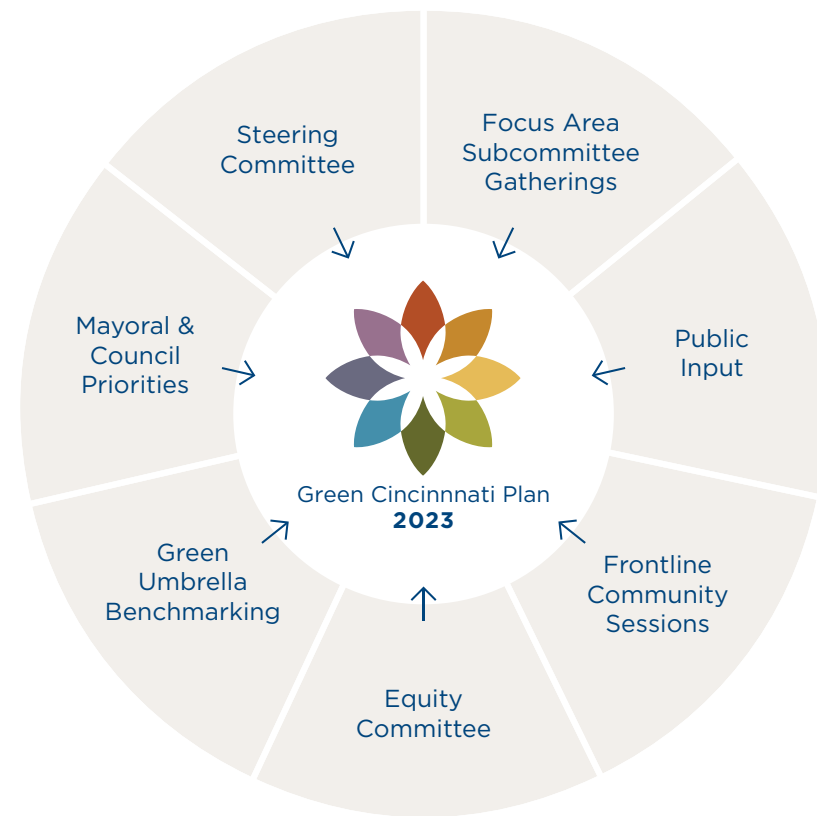 Steering
Committee
Focus Area
Subcommittee
Gatherings
Mayoral &
Council
Priorities
Public
Input
Green Cincinnnati Plan
2023
Green
Umbrella
Benchmarking
Frontline
Community
Sessions
Equity
Committee